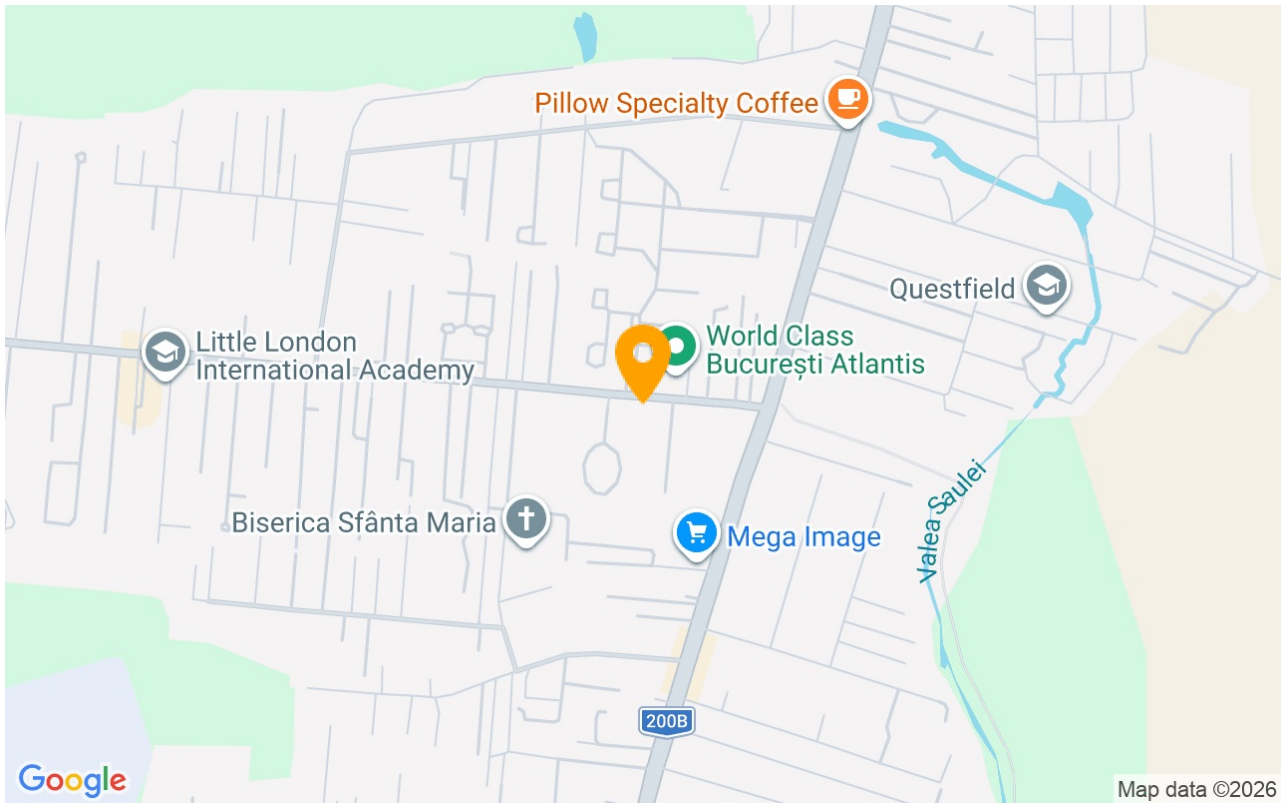 Pillow Specialty Coffee
Questfield
Little London
International Academy
World Class
București Atlantis
Valea Saulei
Biserica Sfânta Maria
Mega Image
200B
Google
Map data ©2026